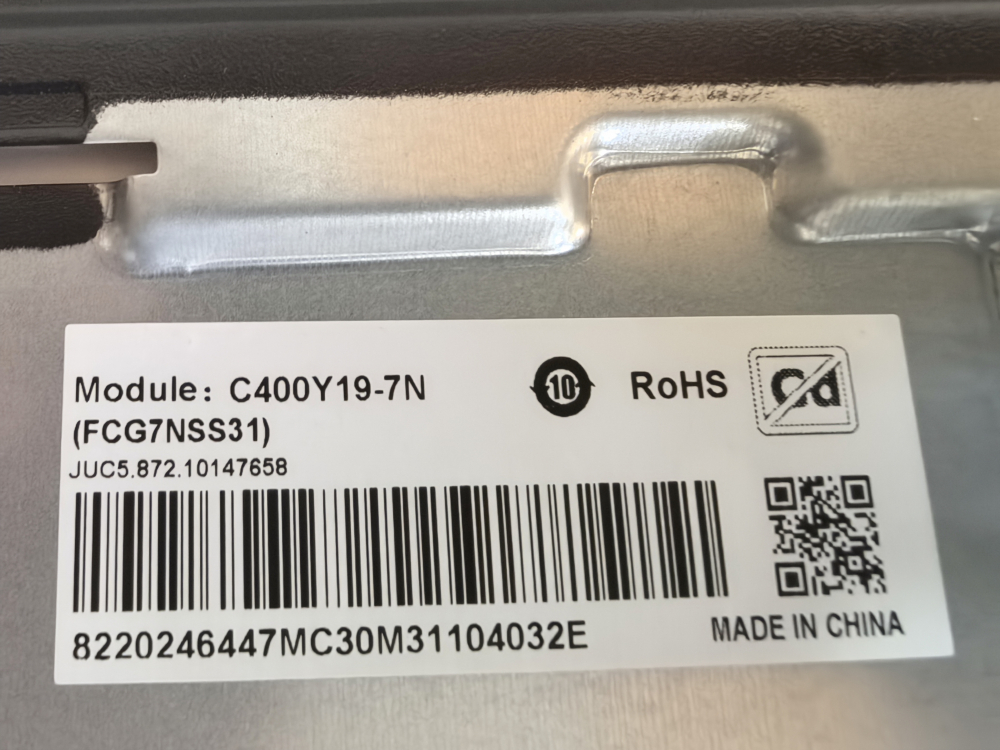 Module: C400Y19-7N
10
RoHS
Cd
(FCG7NSS31)
JUC5.872.10147658
8220246447MC30M31104032E
MADE IN CHINA